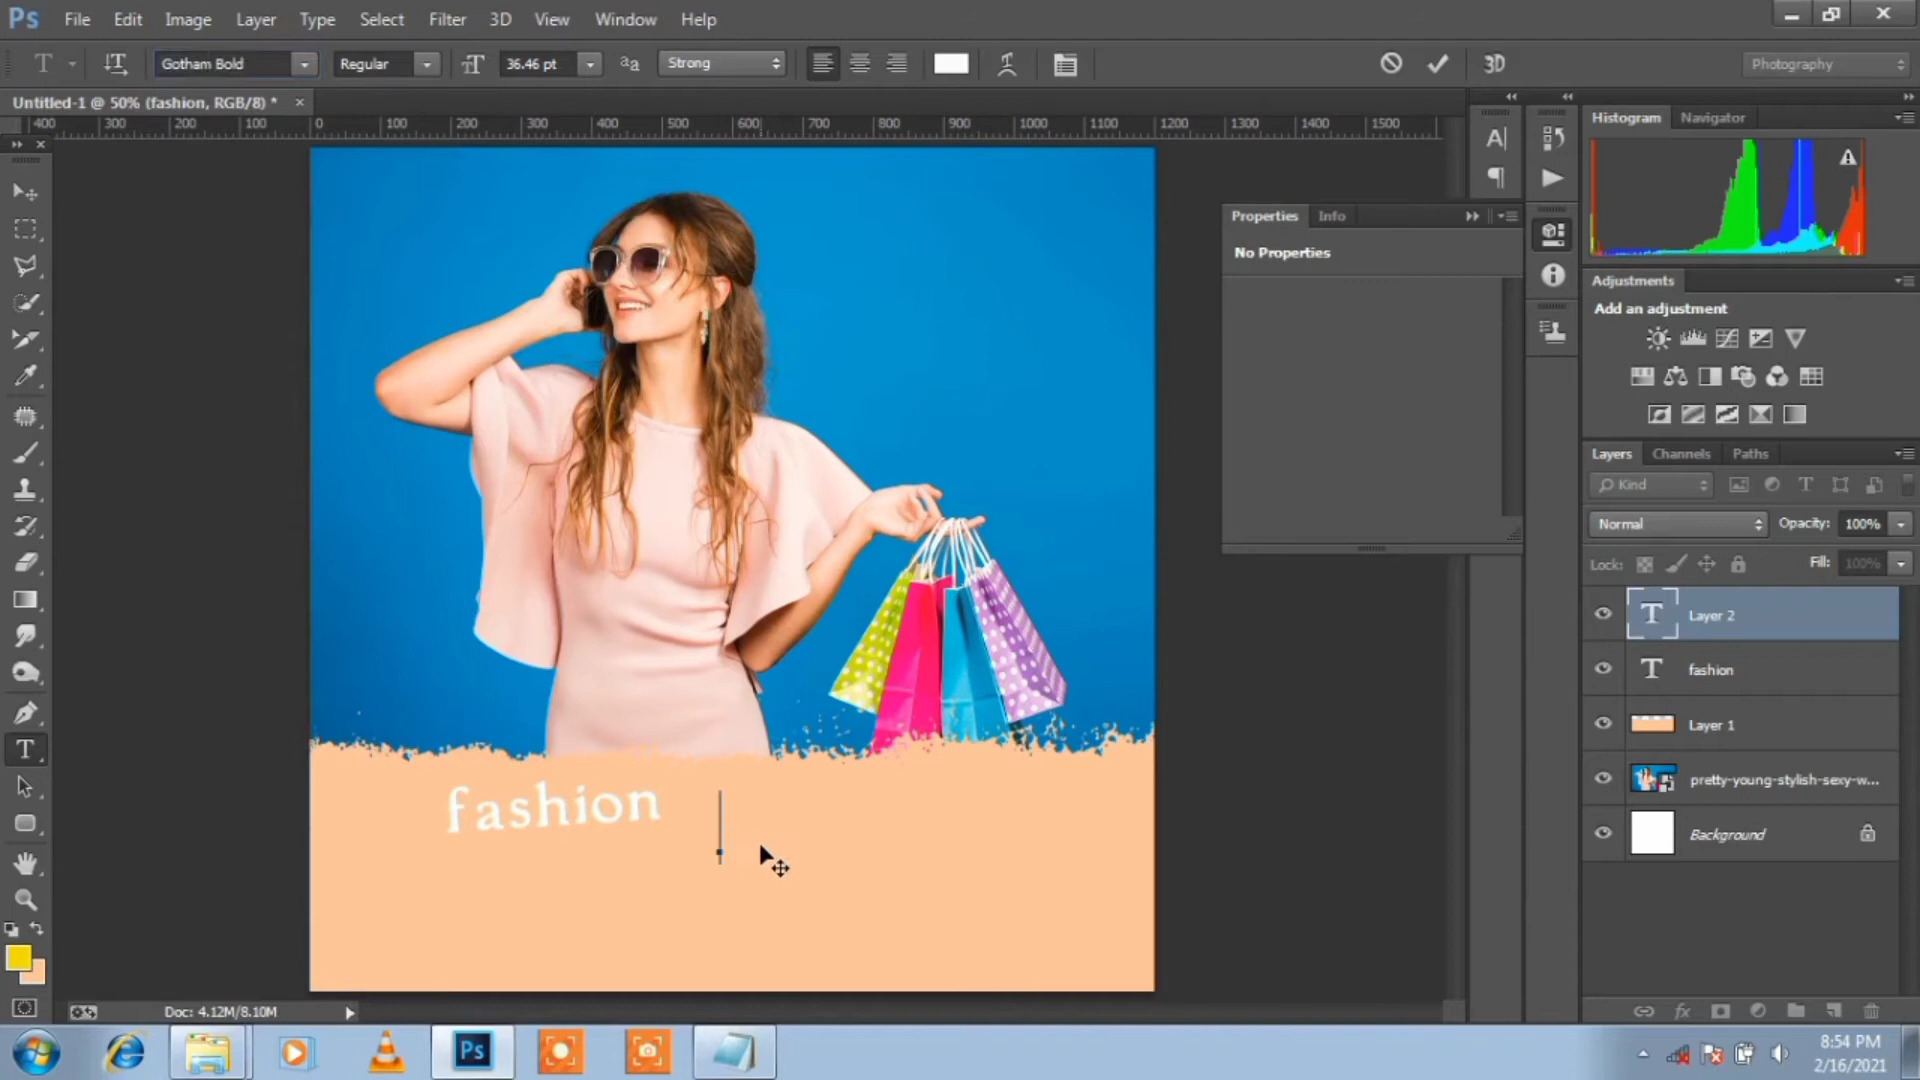 Ps File Edit Image Layer Type Select Filter 3D View Window Help
T Gotham Bold Regular 36.46 pt aa Strong 3D Photography
Untitled-1 @ 50% (fashion, RGB/8) * ×
400 300 200 100 0 100 200 300 400 500 600 700 800 900 1000 1100 1200 1300 1400 1500
Histogram Navigator
Properties Info
No Properties
Adjustments
Add an adjustment
Layers Channels Paths
Kind
Normal Opacity: 100%
Lock: Fill: 100%
Layer 2
fashion
Layer 1
pretty-young-stylish-sexy-w...
Background
fashion
Doc: 4.12M/8.10M
Ps
8:54 PM
2/16/2021